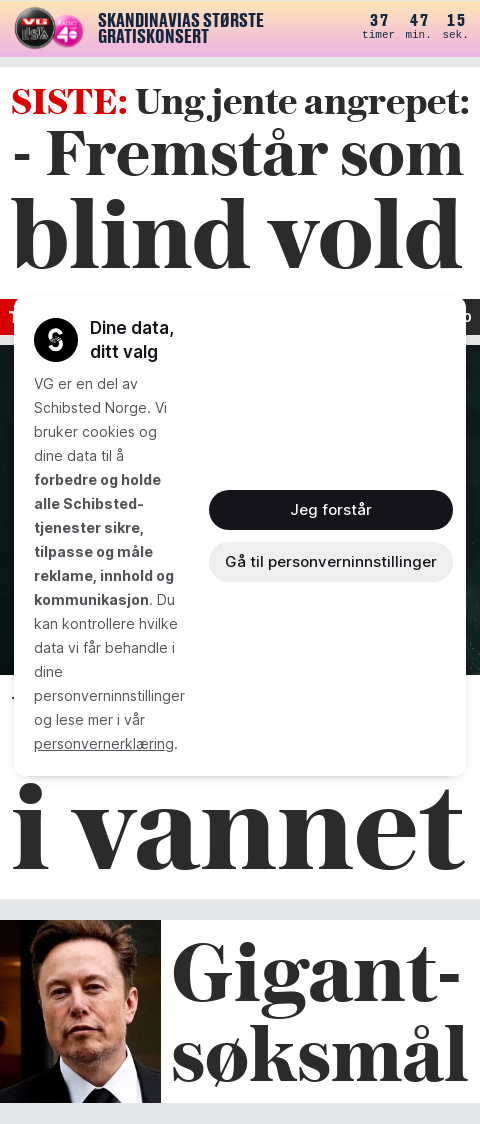 VG LISTA
RADIO
SKANDINAVIAS STØRSTE
GRATISKONSERT
37 47 15
timer min. sek.
SISTE: Ung jente angrepet:
- Fremstår som
blind vold
Dine data,
ditt valg
VG er en del av
Schibsted Norge. Vi
bruker cookies og
dine data til å
forbedre og holde
alle Schibsted-
tjenester sikre,
tilpasse og måle
reklame, innhold og
kommunikasjon. Du
kan kontrollere hvilke
data vi får behandle i
dine
personverninnstillinger
og lese mer i vår
personvernerklæring.
Jeg forstår
Gå til personverninnstillinger
i vannet
Gigant-
søksmål